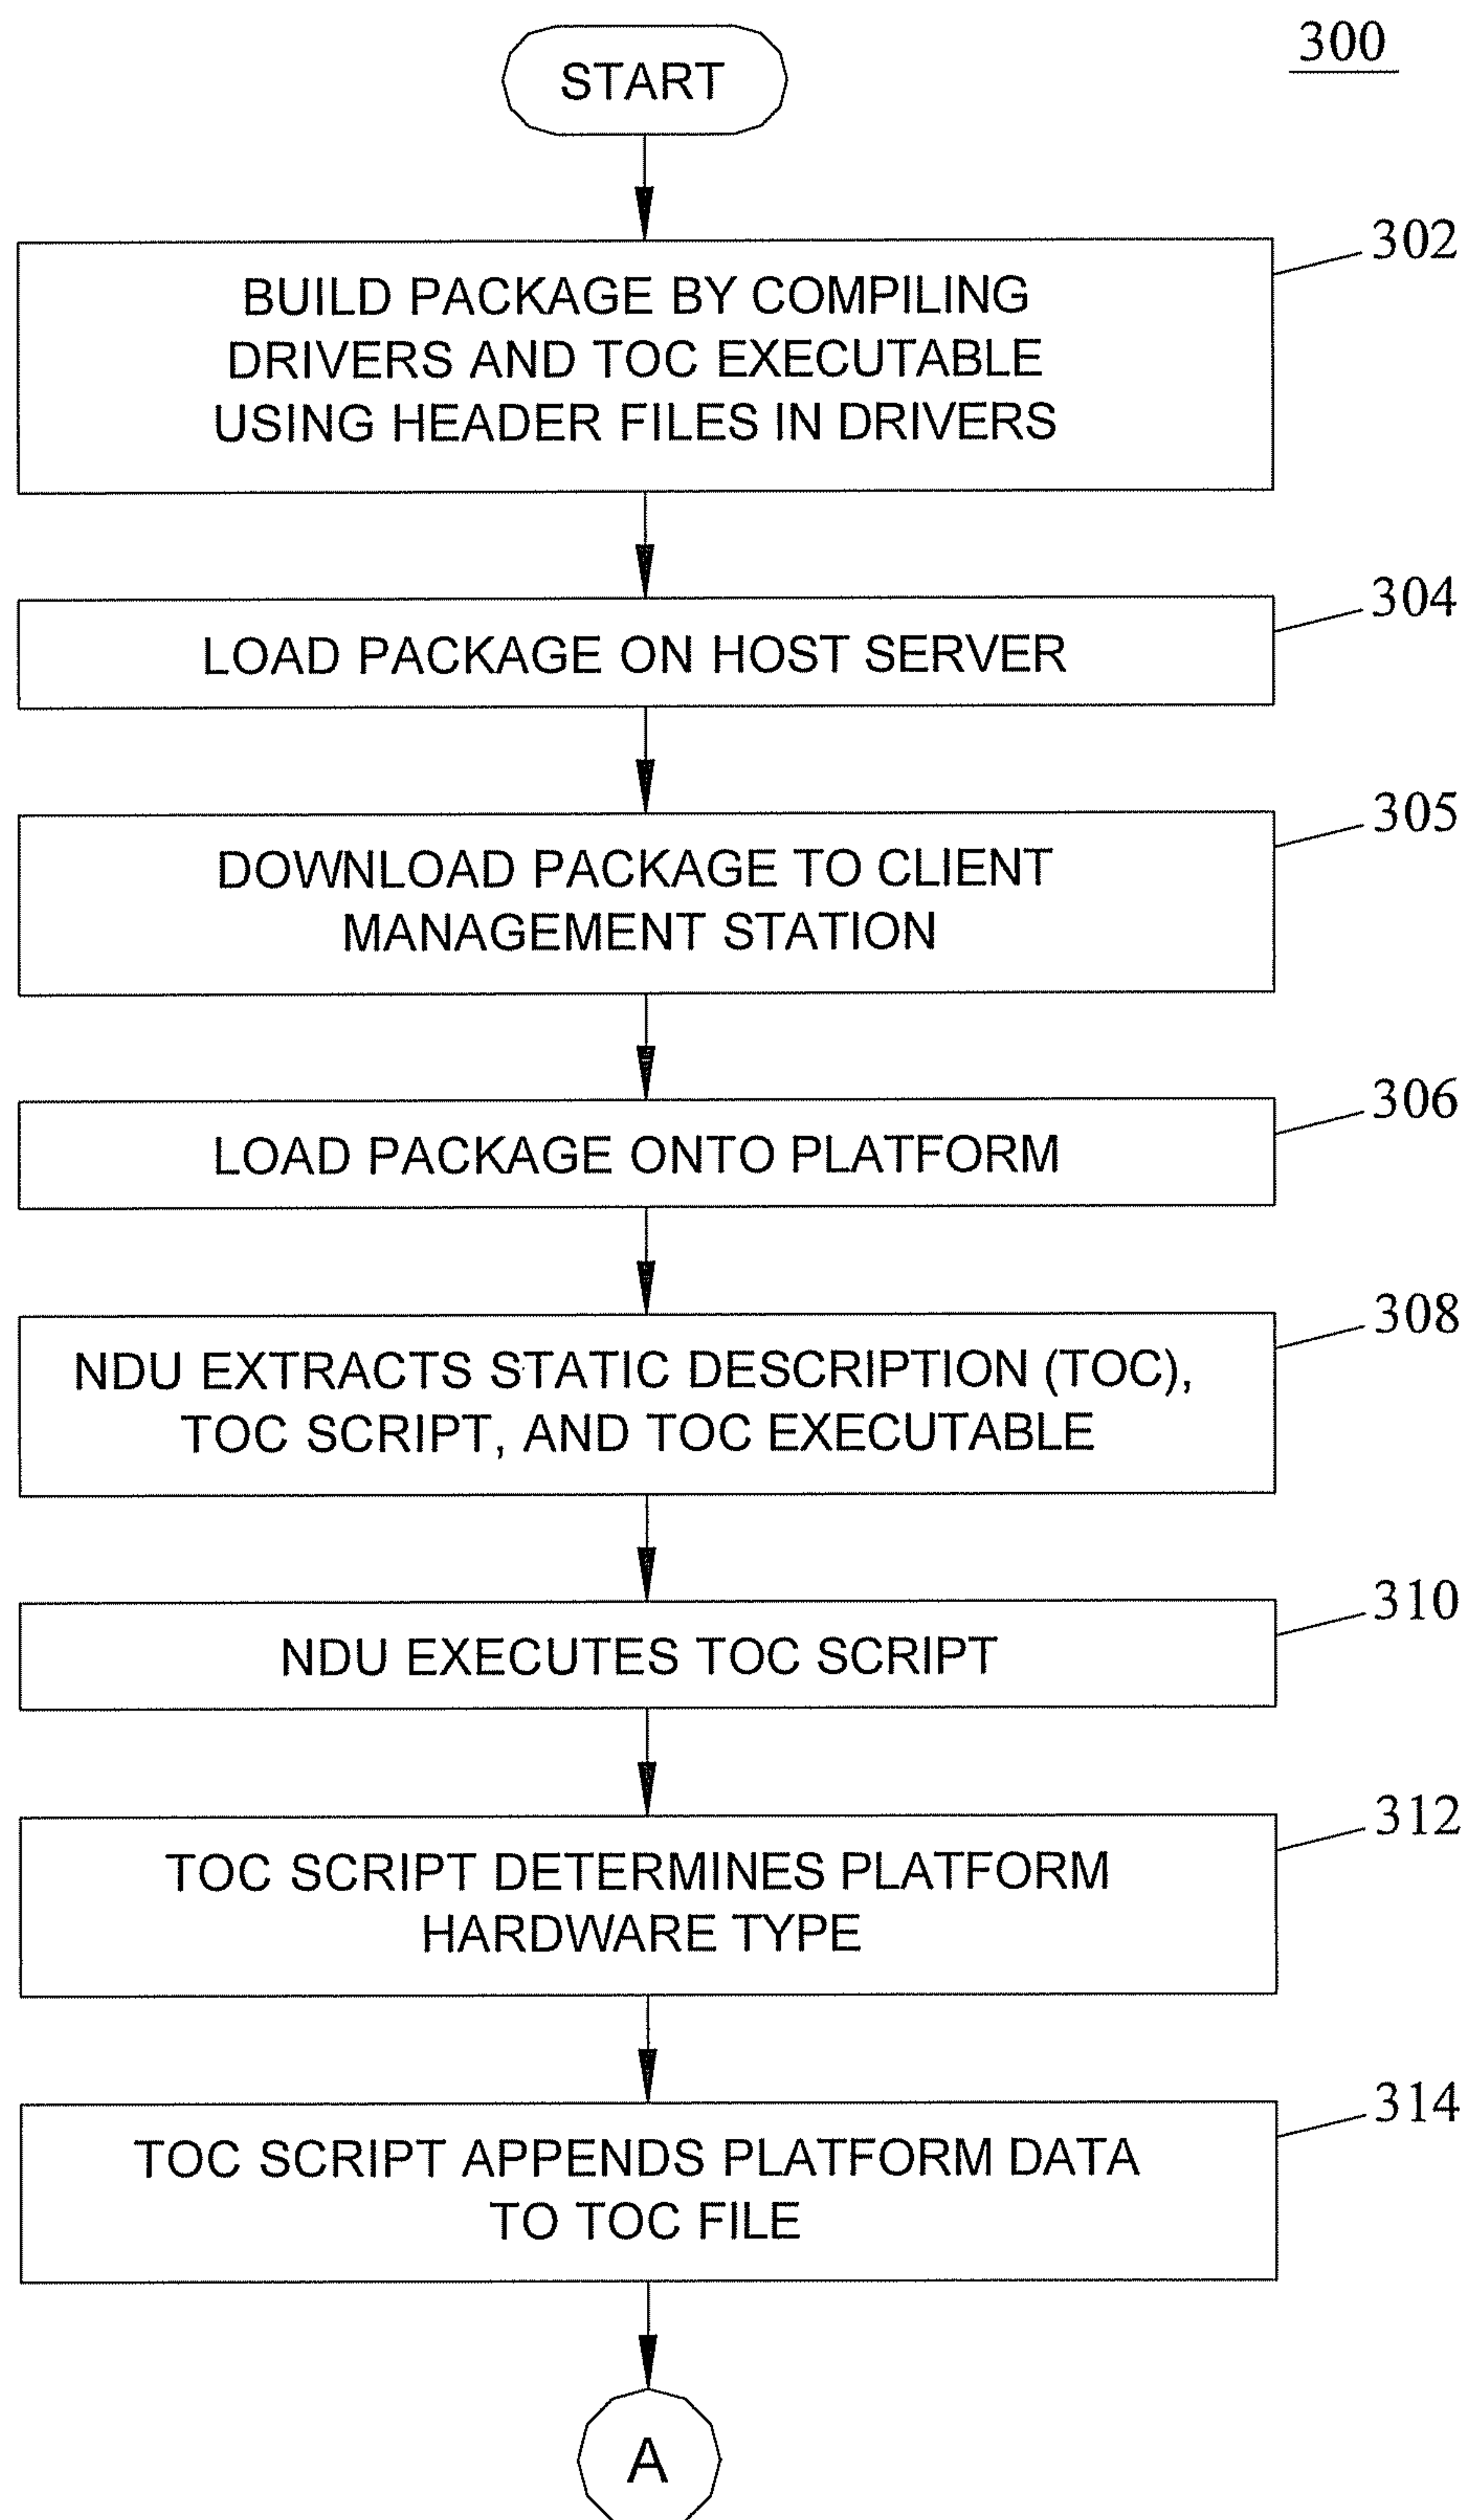 300
START
302
BUILD PACKAGE BY COMPILING
DRIVERS AND TOC EXECUTABLE
USING HEADER FILES IN DRIVERS
304
LOAD PACKAGE ON HOST SERVER
305
DOWNLOAD PACKAGE TO CLIENT
MANAGEMENT STATION
306
LOAD PACKAGE ONTO PLATFORM
308
NDU EXTRACTS STATIC DESCRIPTION (TOC),
TOC SCRIPT, AND TOC EXECUTABLE
310
NDU EXECUTES TOC SCRIPT
312
TOC SCRIPT DETERMINES PLATFORM
HARDWARE TYPE
314
TOC SCRIPT APPENDS PLATFORM DATA
TO TOC FILE
A